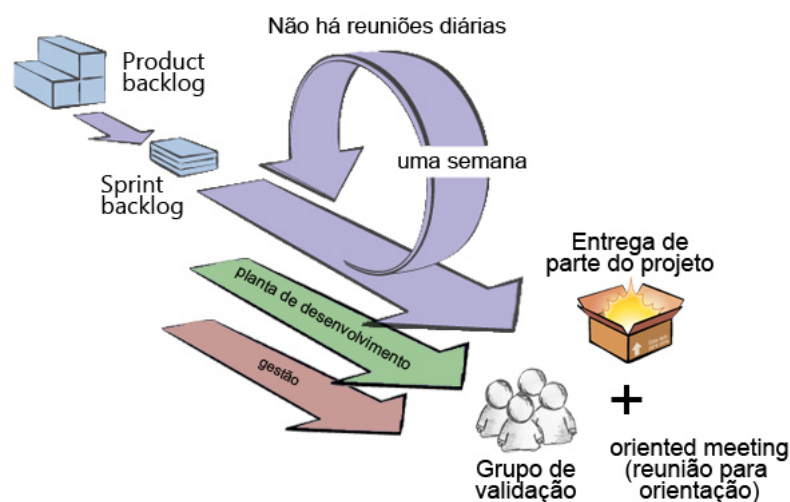 Não há reuniões diárias
Product
backlog
uma semana
Sprint
backlog
Entrega de
parte do projeto
planta de desenvolvimento
gestão
+
Grupo de
validação
oriented meeting
(reunião para
orientação)